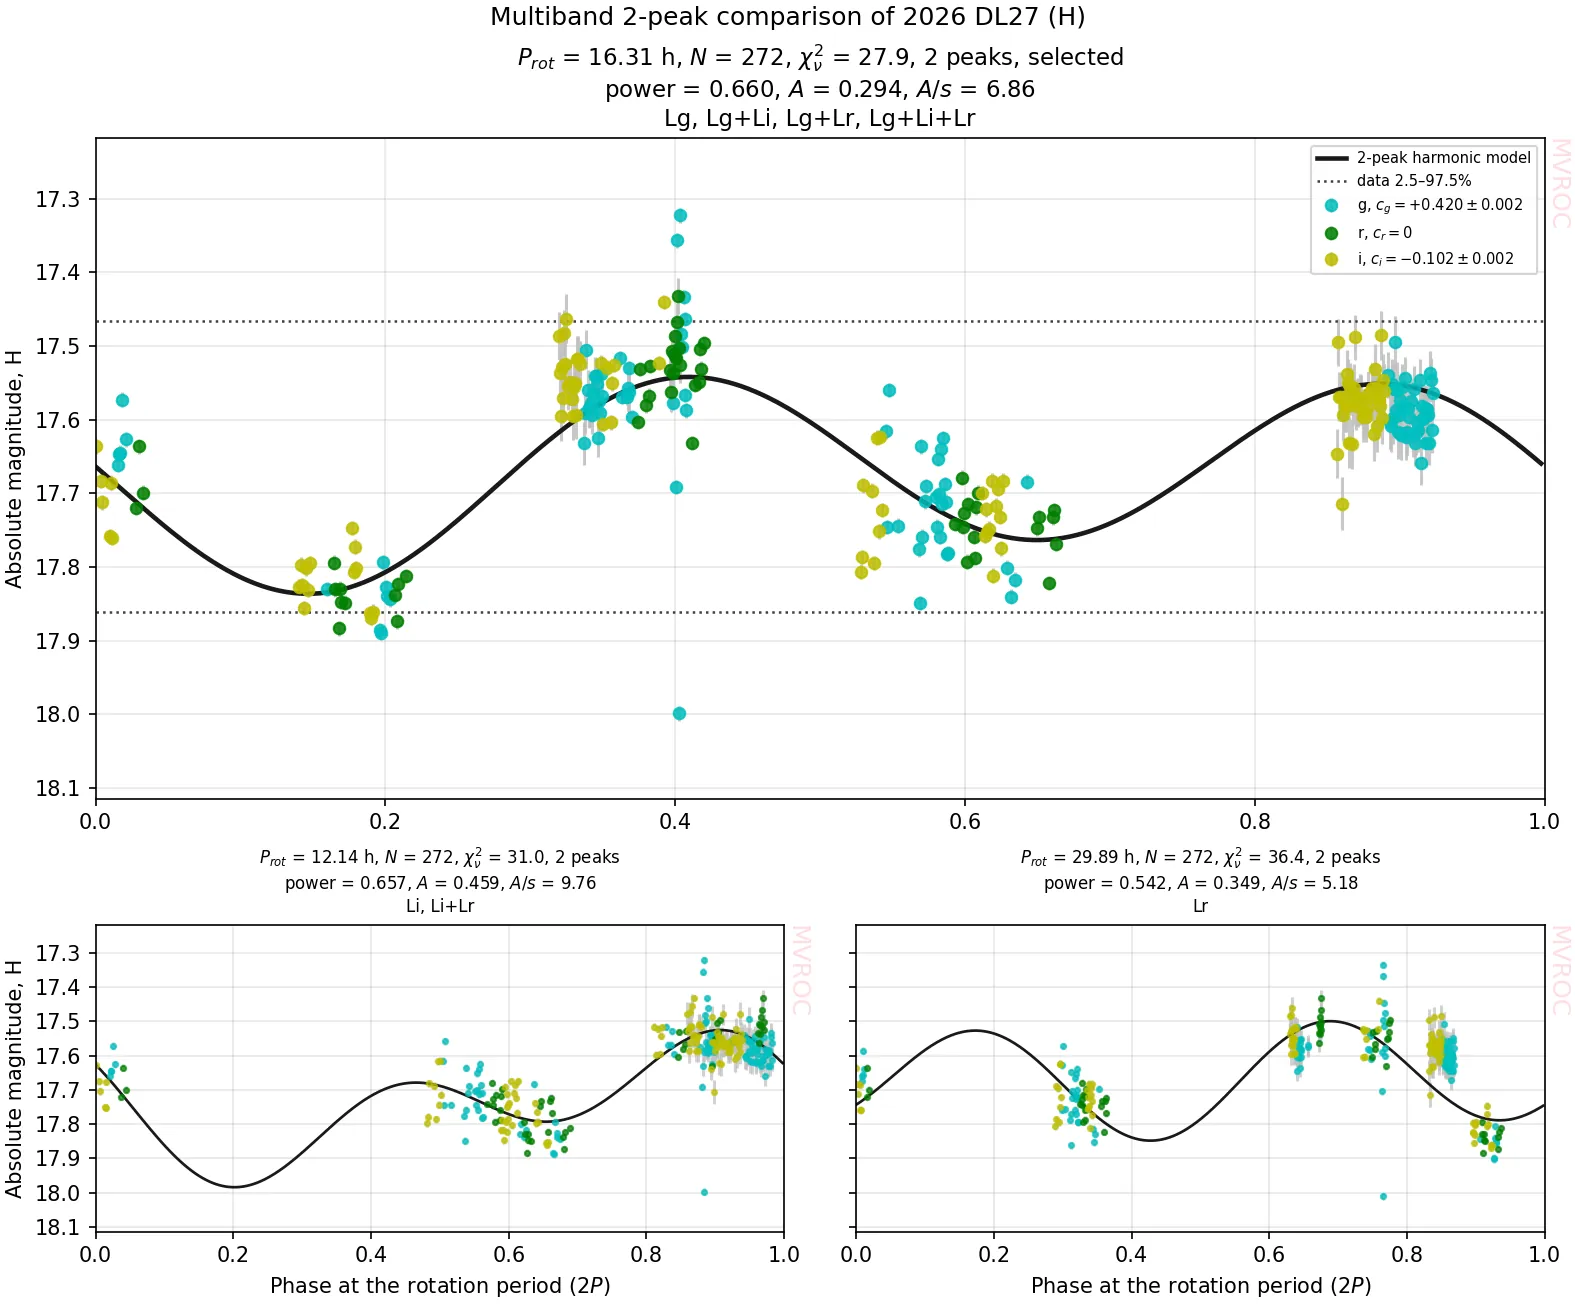 Multiband 2-peak comparison of 2026 DL27 (H)
P_rot = 16.31 h, N = 272, χ²_ν = 27.9, 2 peaks, selected
power = 0.660, A = 0.294, A/s = 6.86
Lg, Lg+Li, Lg+Lr, Lg+Li+Lr
2-peak harmonic model
data 2.5–97.5%
g, c_g = +0.420 ± 0.002
r, c_r = 0
i, c_i = −0.102 ± 0.002
MVROC
Absolute magnitude, H
17.3
17.4
17.5
17.6
17.7
17.8
17.9
18.0
18.1
0.0 0.2 0.4 0.6 0.8 1.0
P_rot = 12.14 h, N = 272, χ²_ν = 31.0, 2 peaks
power = 0.657, A = 0.459, A/s = 9.76
Li, Li+Lr
MVROC
Absolute magnitude, H
17.3
17.4
17.5
17.6
17.7
17.8
17.9
18.0
18.1
0.0 0.2 0.4 0.6 0.8 1.0
Phase at the rotation period (2P)
P_rot = 29.89 h, N = 272, χ²_ν = 36.4, 2 peaks
power = 0.542, A = 0.349, A/s = 5.18
Lr
MVROC
0.0 0.2 0.4 0.6 0.8 1.0
Phase at the rotation period (2P)